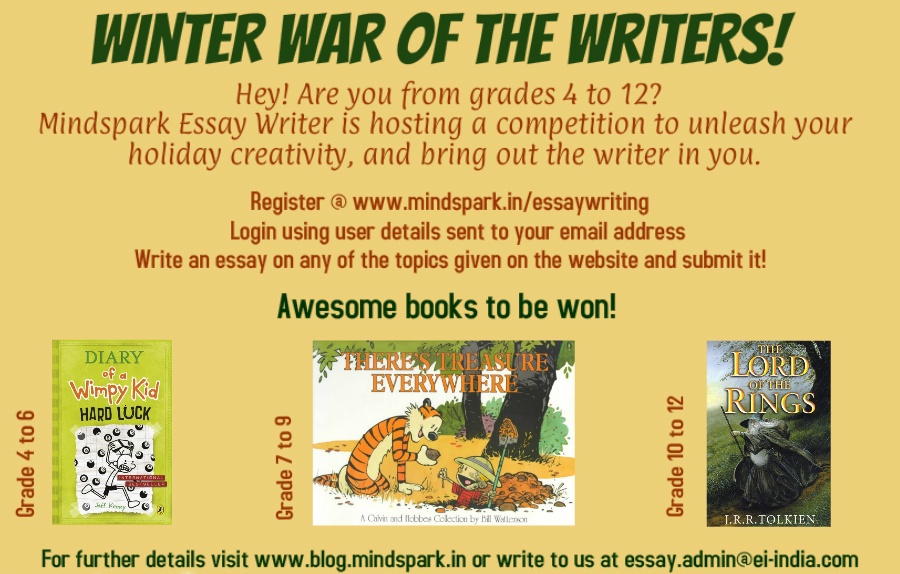 WINTER WAR OF THE WRITERS!
Hey! Are you from grades 4 to 12?
Mindspark Essay Writer is hosting a competition to unleash your
holiday creativity, and bring out the writer in you.
Register @ www.mindspark.in/essaywriting
Login using user details sent to your email address
Write an essay on any of the topics given on the website and submit it!
Awesome books to be won!
Grade 4 to 6
DIARY
of a
Wimpy Kid
HARD LUCK
INTERNATIONAL
BESTSELLER
Jeff Kinney
Grade 7 to 9
THERE'S TREASURE
EVERYWHERE
A Calvin and Hobbes Collection by Bill Watterson
Grade 10 to 12
THE
LORD
OF THE
RINGS
J.R.R.TOLKIEN
For further details visit www.blog.mindspark.in or write to us at essay.admin@ei-india.com